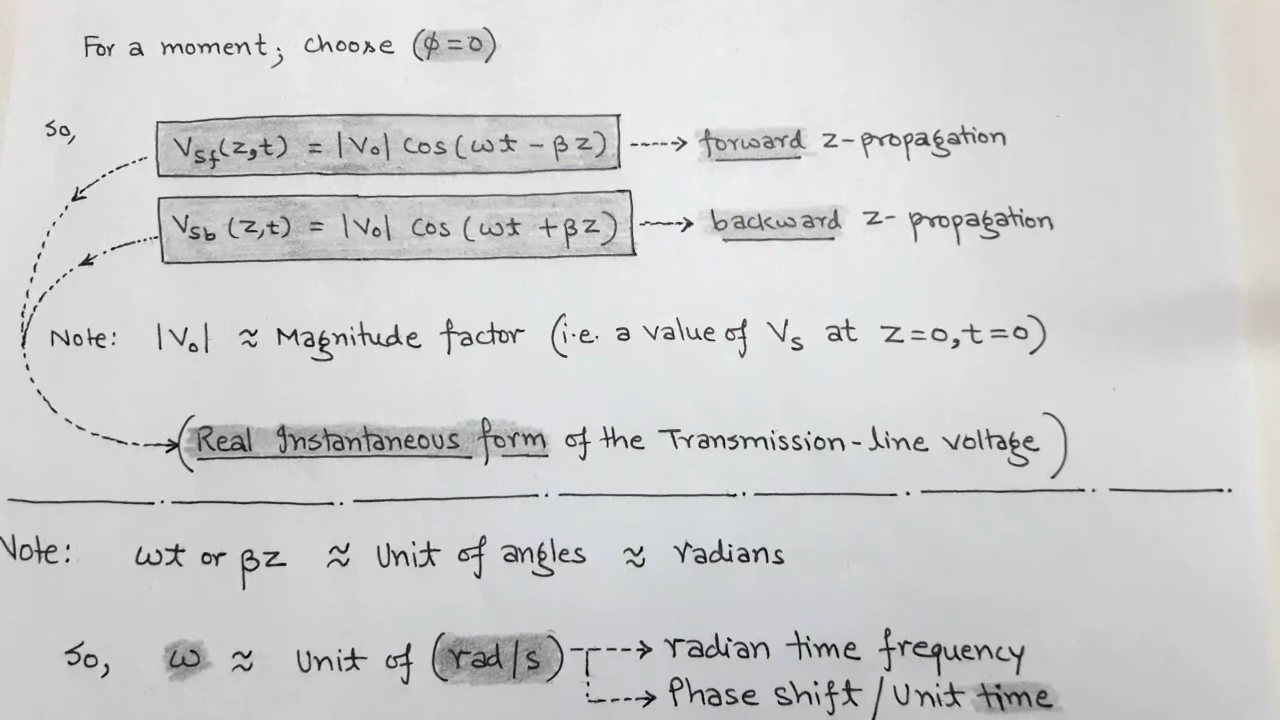 For a moment; choose (φ=0)
So,
Vsf(z,t) = |V₀| cos(ωt - βz) ----> forward z-propagation
Vsb (z,t) = |V₀| cos (ωt +βz) ----> backward z- propagation
Note: |V₀| ≈ Magnitude factor (i.e. a value of Vs at z=0,t=0)
(Real Instantaneous form of the Transmission-line voltage)
Note: ωt or βz ≈ Unit of angles ≈ radians
So, ω ≈ Unit of (rad/s) ---> radian time frequency
---> Phase shift / Unit time